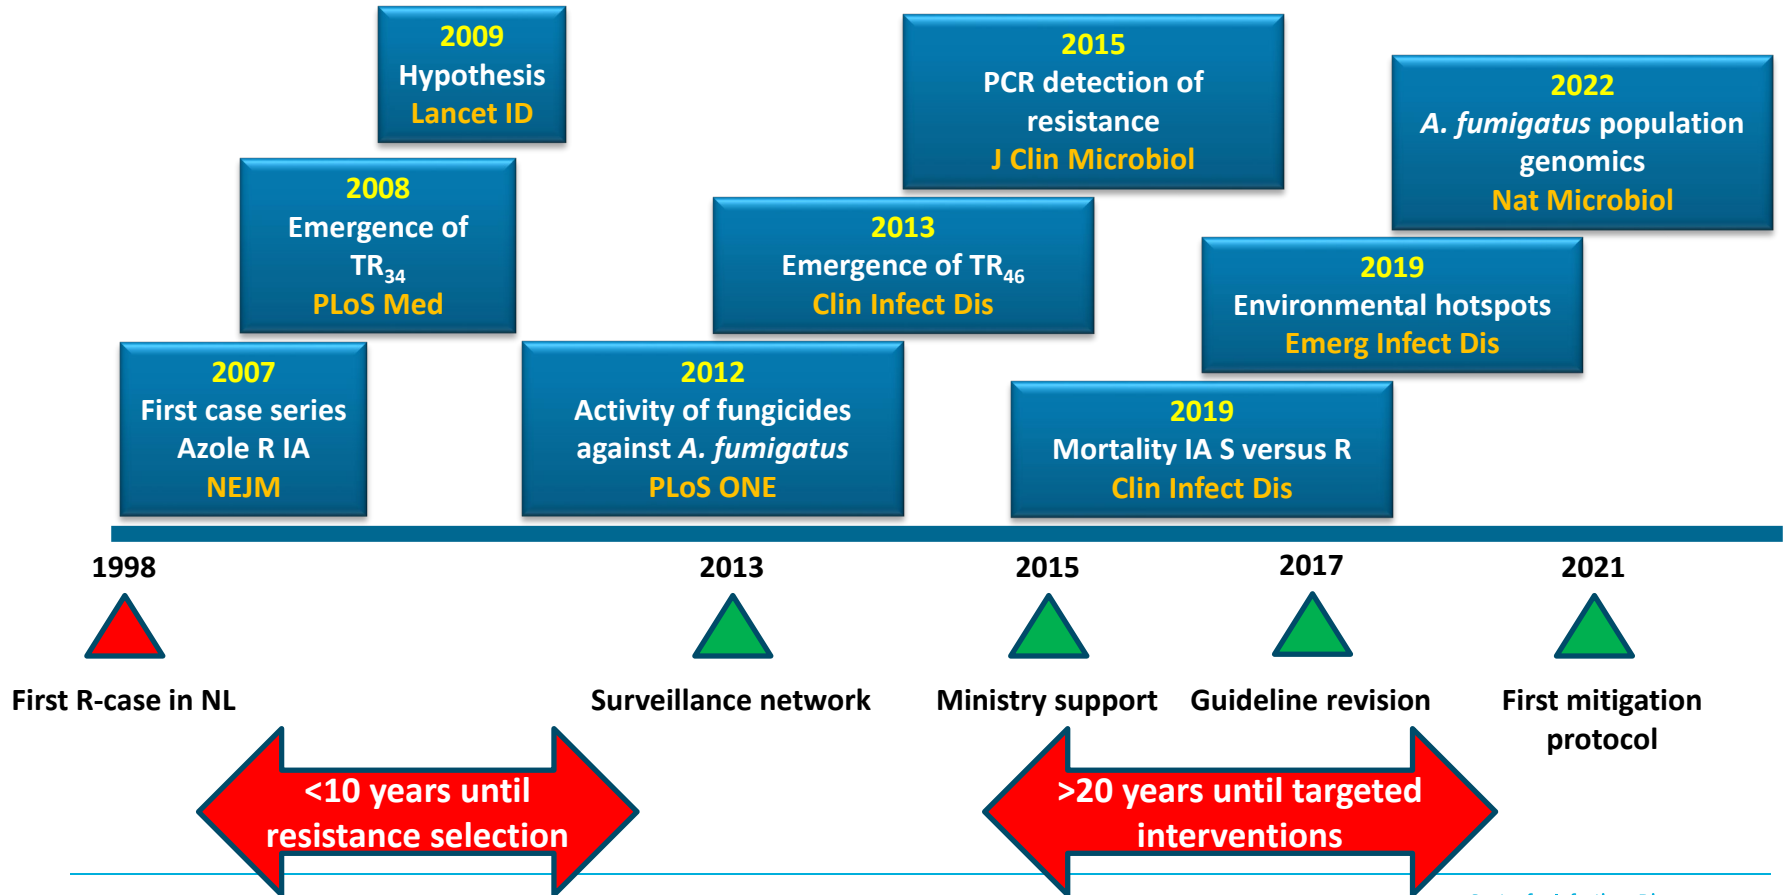 2009
Hypothesis
Lancet ID
2015
PCR detection of
resistance
J Clin Microbiol
2022
A. fumigatus population
genomics
Nat Microbiol
2008
Emergence of
TR34
PLoS Med
2013
Emergence of TR46
Clin Infect Dis
2019
Environmental hotspots
Emerg Infect Dis
2007
First case series
Azole R IA
NEJM
2012
Activity of fungicides
against A. fumigatus
PLoS ONE
2019
Mortality IA S versus R
Clin Infect Dis
1998
2013
2015
2017
2021
First R-case in NL
Surveillance network
Ministry support
Guideline revision
First mitigation
protocol
<10 years until
resistance selection
>20 years until targeted
interventions